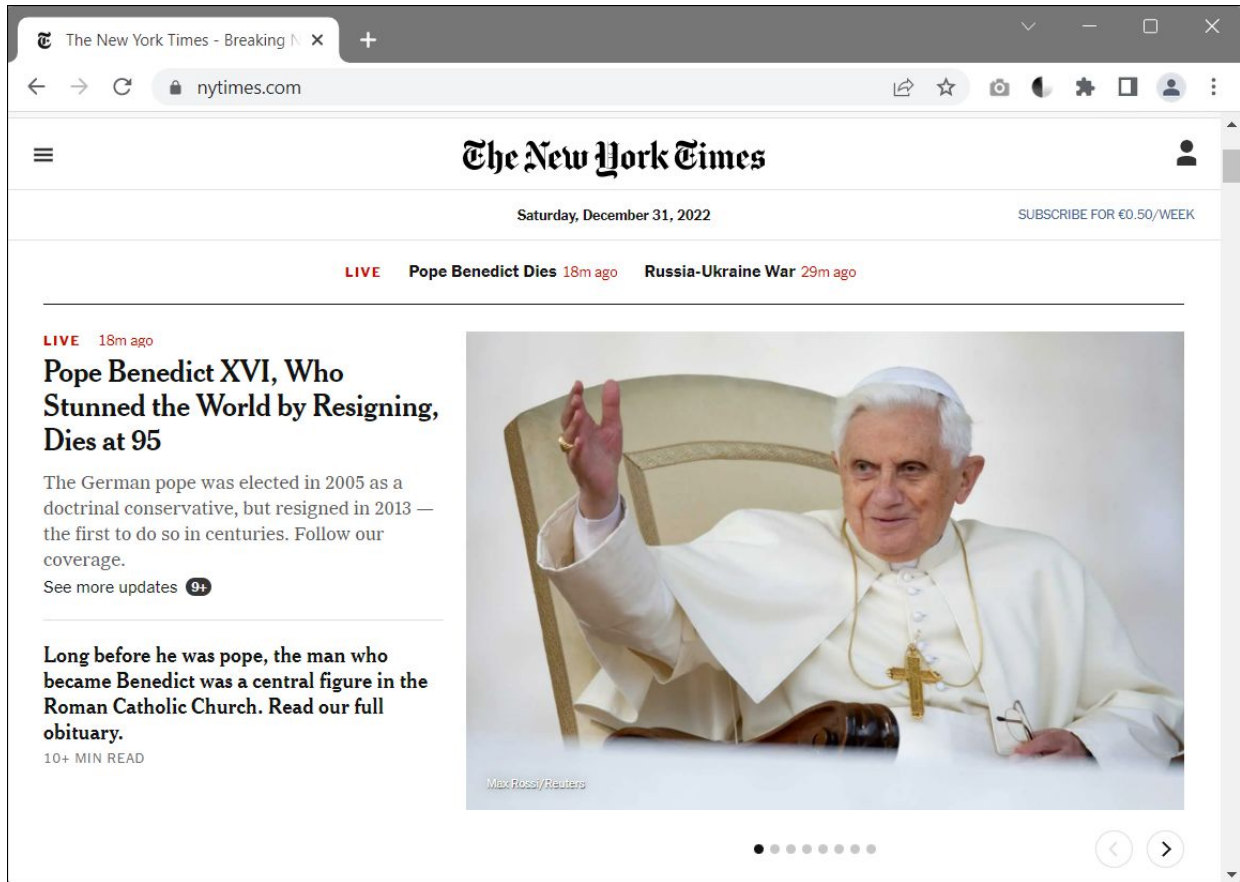 The New York Times - Breaking N
nytimes.com
The New York Times
Saturday, December 31, 2022
SUBSCRIBE FOR €0.50/WEEK
LIVE Pope Benedict Dies 18m ago Russia-Ukraine War 29m ago
LIVE 18m ago
Pope Benedict XVI, Who
Stunned the World by Resigning,
Dies at 95
The German pope was elected in 2005 as a
doctrinal conservative, but resigned in 2013 —
the first to do so in centuries. Follow our
coverage.
See more updates 9+
Long before he was pope, the man who
became Benedict was a central figure in the
Roman Catholic Church. Read our full
obituary.
10+ MIN READ
Max Rossi/Reuters